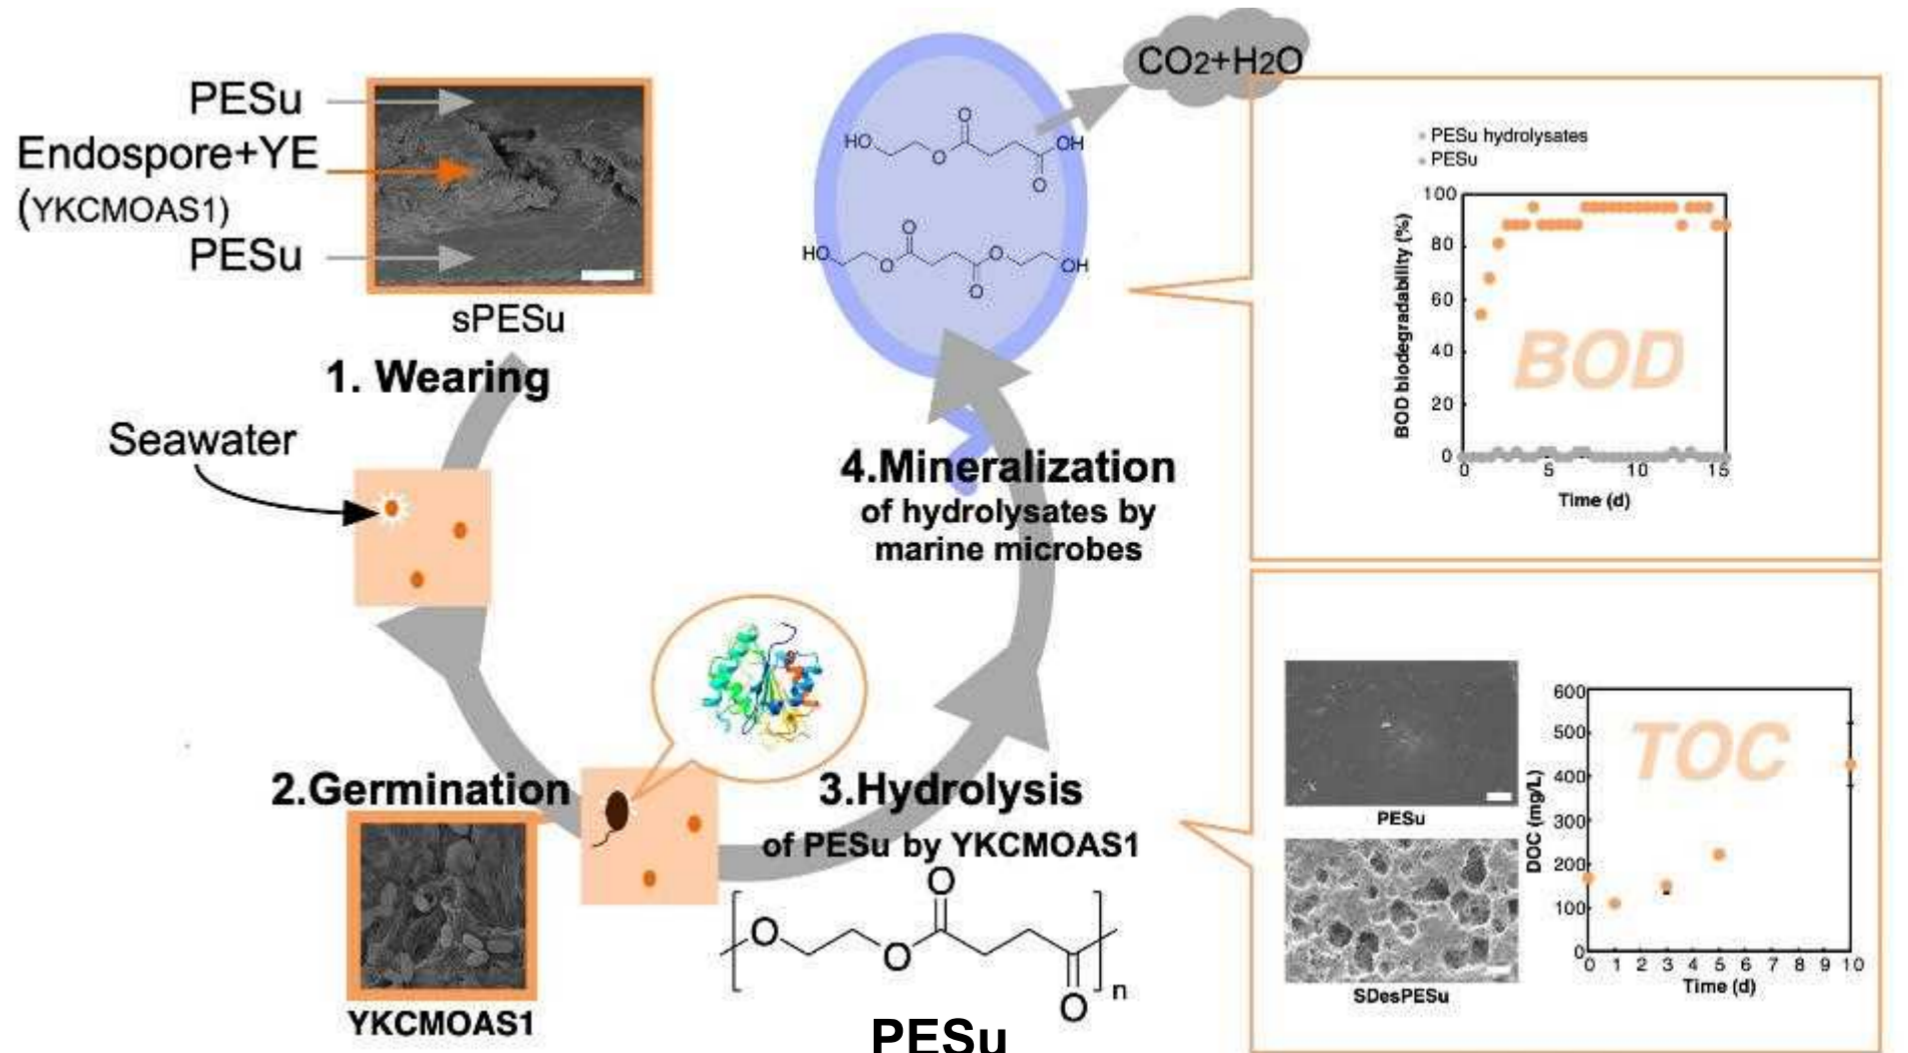 PESu
Endospore+YE
(YKCMOAS1)
PESu
sPESu
1. Wearing
Seawater
2.Germination
YKCMOAS1
3.Hydrolysis
of PESu by YKCMOAS1
O
O
O
O
n
PESu
4.Mineralization
of hydrolysates by
marine microbes
HO
O
O
O
OH
HO
O
O
O
O
OH
CO2+H2O
PESu hydrolysates
PESu
BOD biodegradability (%)
100
80
60
40
20
0
BOD
0 5 10 15
Time (d)
PESu
SDesPESu
DOC (mg/L)
600
500
400
300
200
100
0
TOC
0 1 2 3 4 5 6 7 8 9 10
Time (d)